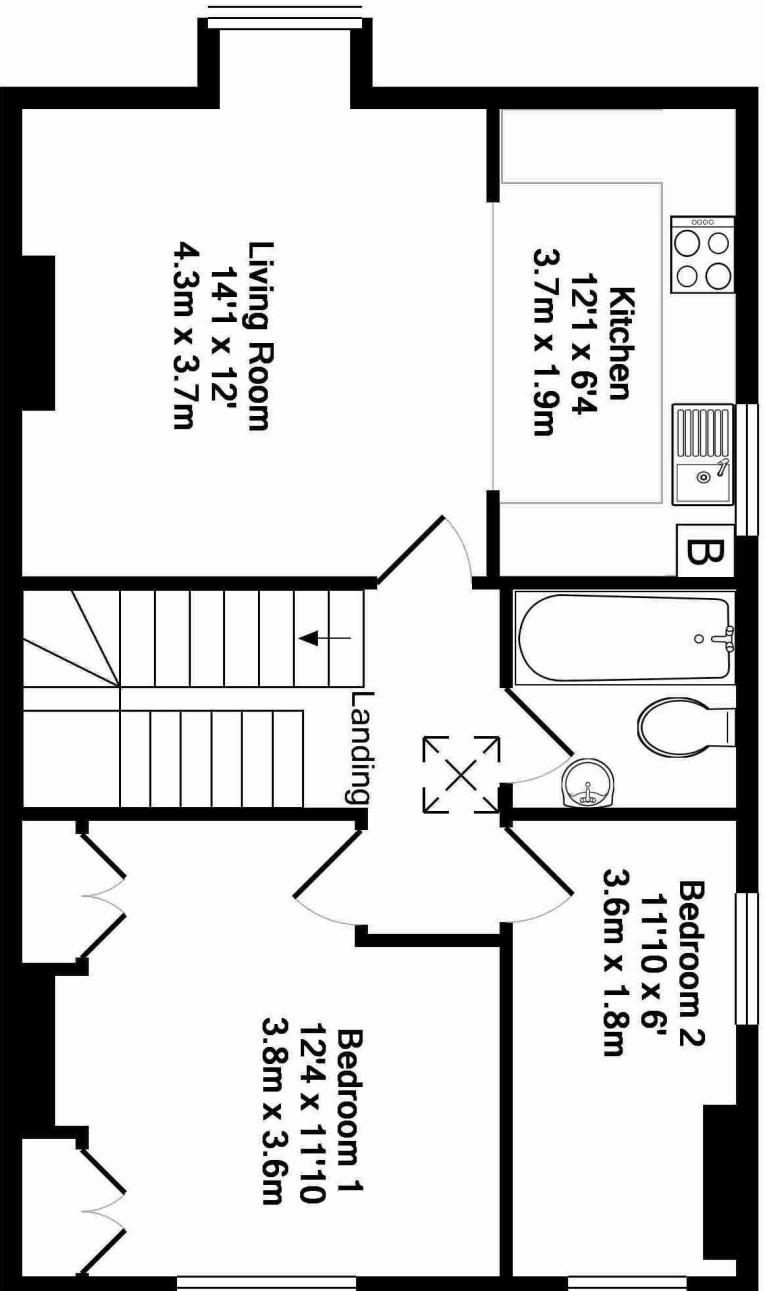 Kitchen
12'1 x 6'4
3.7m x 1.9m
B
Living Room
14'1 x 12'
4.3m x 3.7m
Landing
Bedroom 2
11'10 x 6'
3.6m x 1.8m
Bedroom 1
12'4 x 11'10
3.8m x 3.6m